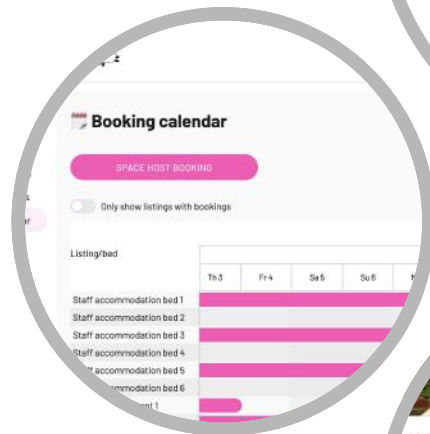 Booking calendar
SPACE HOST BOOKING
Only show listings with bookings
Listing/bed
Th 3 Fr 4 Sa 5 Su 6
Staff accommodation bed 1
Staff accommodation bed 2
Staff accommodation bed 3
Staff accommodation bed 4
Staff accommodation bed 5
accommodation bed 6